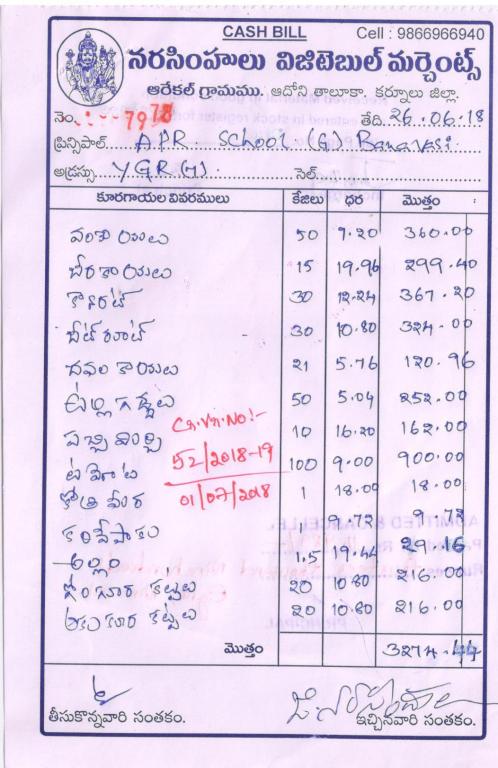 CASH BILL Cell : 9866966940
నరసింహులు విజిటెబుల్ మర్చెంట్స్
ఆరేకల్ గ్రామము. ఆదోని తాలూకా. కర్నూలు జిల్లా.
నెం. 7978 తేది. 26.06.18
ప్రిన్సిపాల్ APR SCHOOL (G) Banavasi.
అడ్రస్సు YGR(M). సెల్.
కూరగాయల వివరములు కేజిలు ధర మొత్తం
వంకాయలు 50 7.20 360.00
బీరకాయలు 15 19.96 299.40
కారెట్ 30 12.24 367.20
బీట్ రూట్ 30 10.80 324.00
దోసకాయలు 21 5.76 120.96
ఉల్లిగడ్డలు 50 5.04 252.00
Cr.Vr.No:-
పచ్చిమిర్చి 10 16.20 162.00
52/2018-19
టమోట 100 9.00 900.00
కొత్తిమీర 1 18.00 18.00
01/07/2018
కరివేపాకు 9.72 9.72
అల్లం 1.5 19.44 29.16
కట్టలు 20 10.80 216.00
ఆకుకూర కట్టలు 20 10.80 216.00
మొత్తం 3274.44
తీసుకొన్నవారి సంతకం. ఇచ్చినవారి సంతకం.